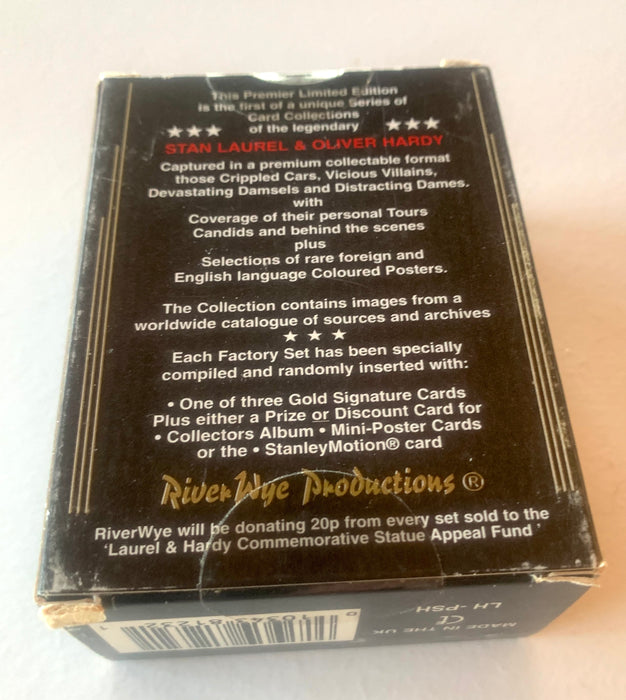 This Premier Limited Edition
is the first of a unique Series of
Card Collections
★★★ of the legendary ★★★
STAN LAUREL & OLIVER HARDY
Captured in a premium collectable format
those Crippled Cars, Vicious Villains,
Devastating Damsels and Distracting Dames.
with
Coverage of their personal Tours
Candids and behind the scenes
plus
Selections of rare foreign and
English language Coloured Posters.
The Collection contains images from a
worldwide catalogue of sources and archives
★ ★ ★
Each Factory Set has been specially
compiled and randomly inserted with:
• One of three Gold Signature Cards
Plus either a Prize or Discount Card for
• Collectors Album • Mini-Poster Cards
or the • StanleyMotion® card
RiverWye Productions ®
RiverWye will be donating 20p from every set sold to the
'Laurel & Hardy Commemorative Statue Appeal Fund '
MADE IN THE UK
CE
LH -PSH